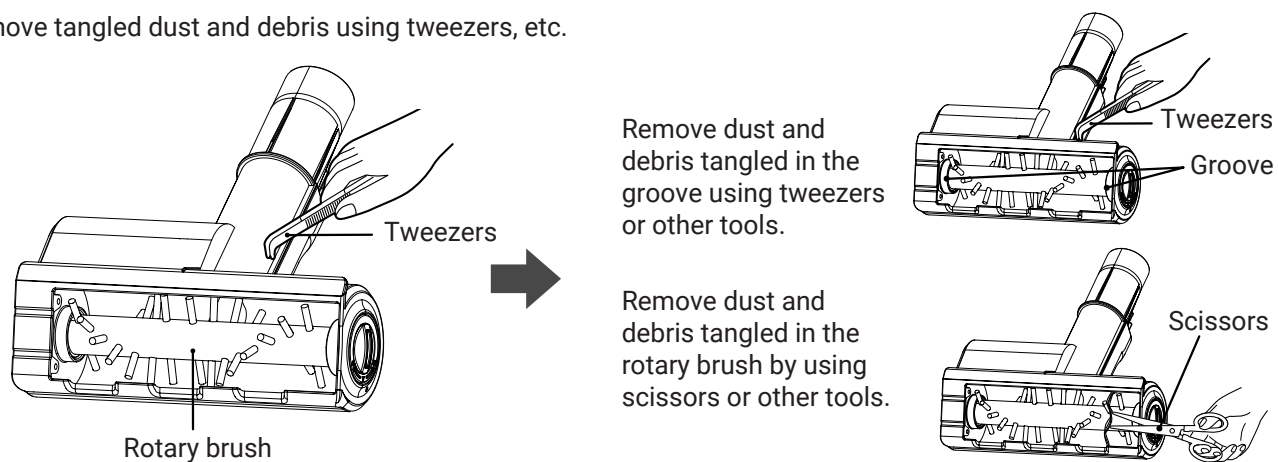 move tangled dust and debris using tweezers, etc.
Tweezers
Rotary brush
Remove dust and
debris tangled in the
groove using tweezers
or other tools.
Tweezers
Groove
Remove dust and
debris tangled in the
rotary brush by using
scissors or other tools.
Scissors